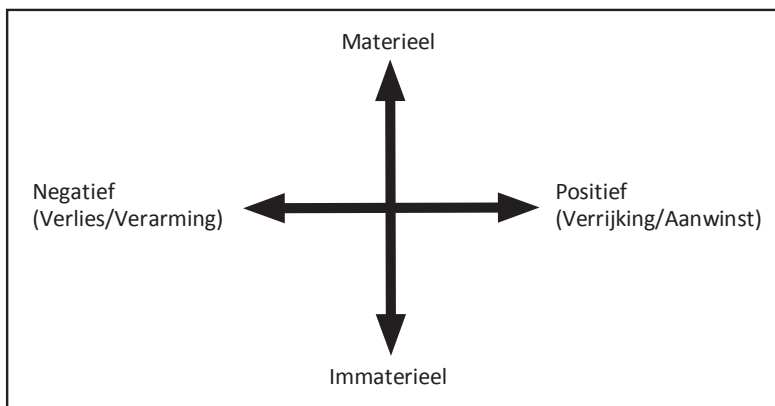 Materieel
Negatief
(Verlies/Verarming)
Positief
(Verrijking/Aanwinst)
Immaterieel